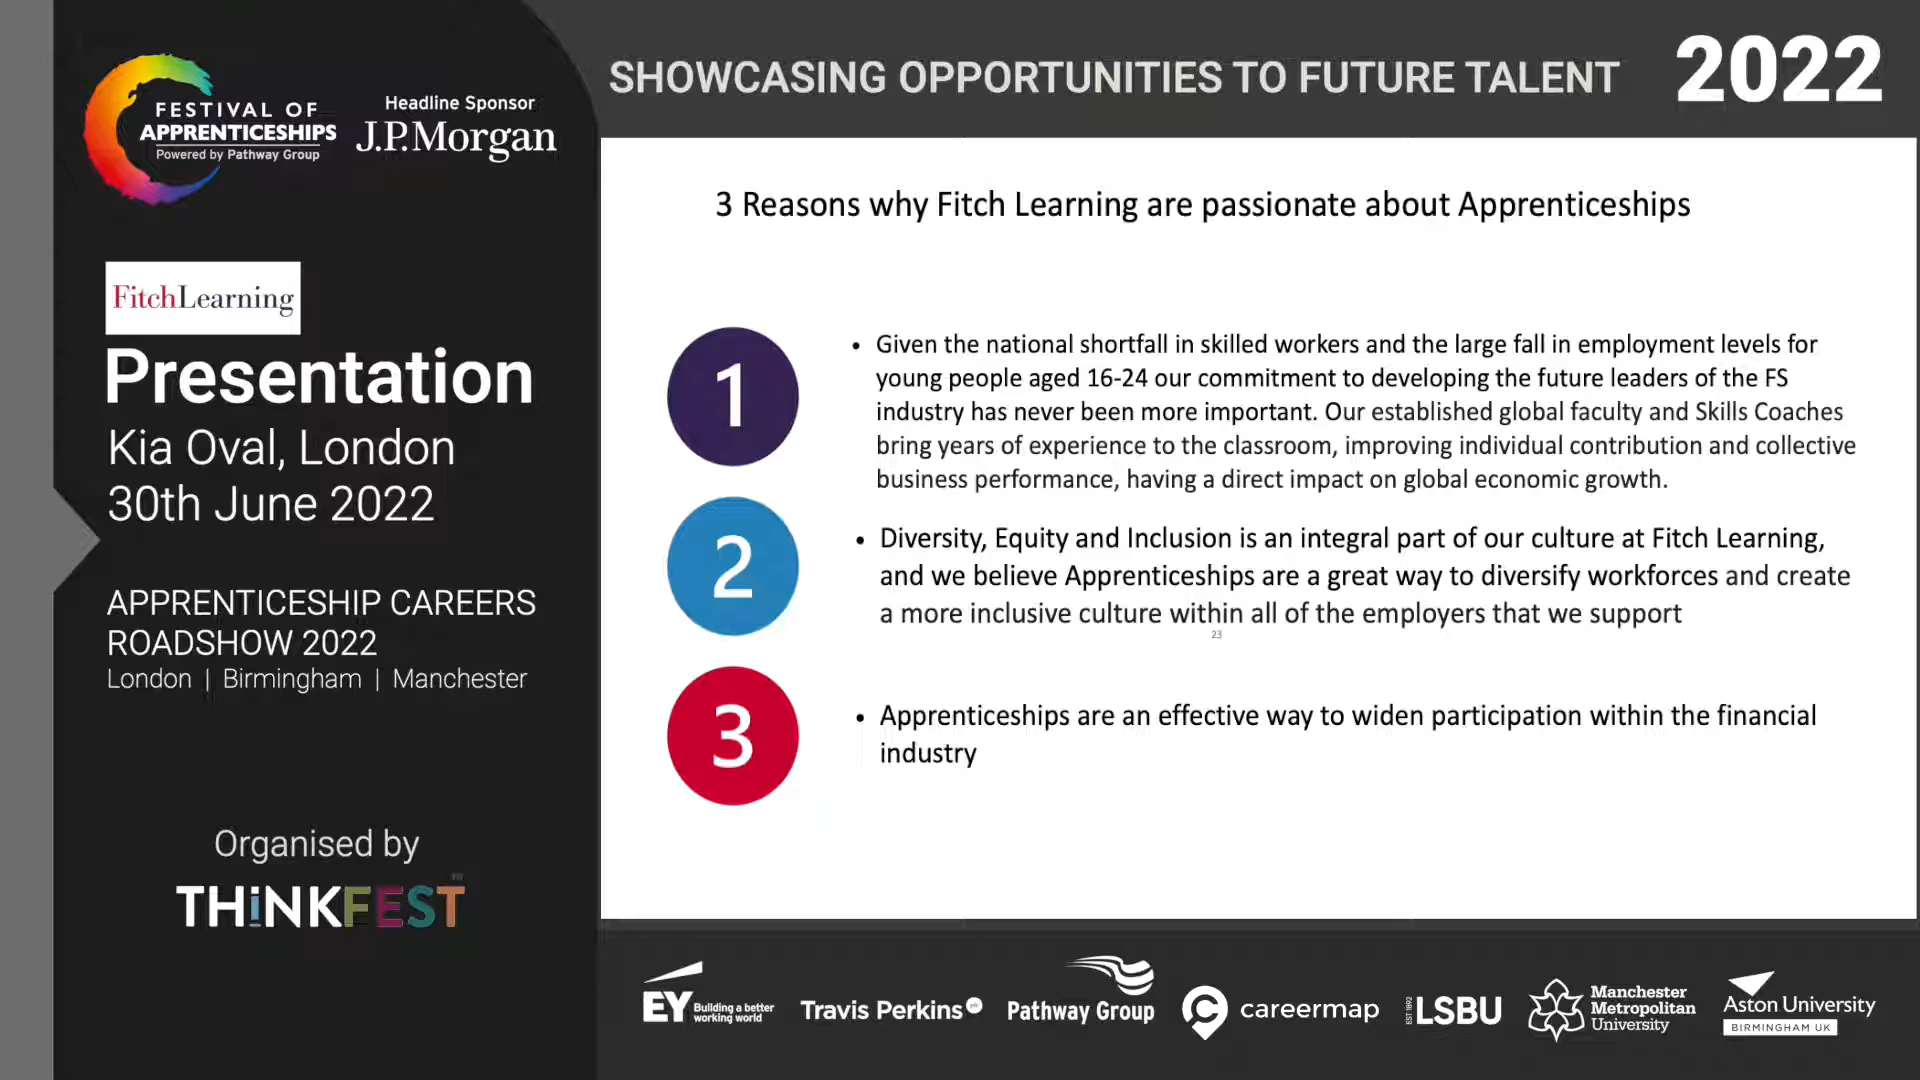 FESTIVAL OF
APPRENTICESHIPS
Powered by Pathway Group
Headline Sponsor
J.P.Morgan
FitchLearning
Presentation
Kia Oval, London
30th June 2022
APPRENTICESHIP CAREERS
ROADSHOW 2022
London | Birmingham | Manchester
Organised by
THiNKFEST
TM
SHOWCASING OPPORTUNITIES TO FUTURE TALENT
2022
3 Reasons why Fitch Learning are passionate about Apprenticeships
1
• Given the national shortfall in skilled workers and the large fall in employment levels for
young people aged 16-24 our commitment to developing the future leaders of the FS
industry has never been more important. Our established global faculty and Skills Coaches
bring years of experience to the classroom, improving individual contribution and collective
business performance, having a direct impact on global economic growth.
2
• Diversity, Equity and Inclusion is an integral part of our culture at Fitch Learning,
and we believe Apprenticeships are a great way to diversify workforces and create
a more inclusive culture within all of the employers that we support
23
3
• Apprenticeships are an effective way to widen participation within the financial
industry
EY
Building a better
working world
Travis Perkins plc
Pathway Group
careermap
EST 1892
LSBU
Manchester
Metropolitan
University
Aston University
BIRMINGHAM UK